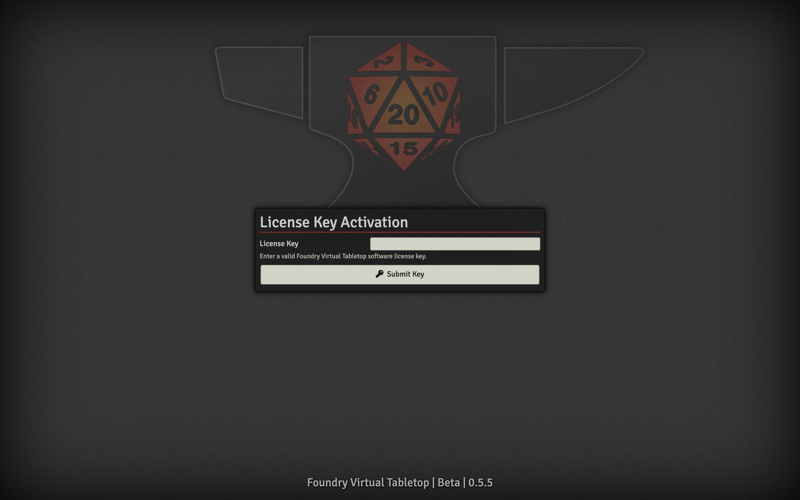 2 3
6 20 10
15
License Key Activation
License Key
Enter a valid Foundry Virtual Tabletop software license key.
Submit Key
Foundry Virtual Tabletop | Beta | 0.5.5